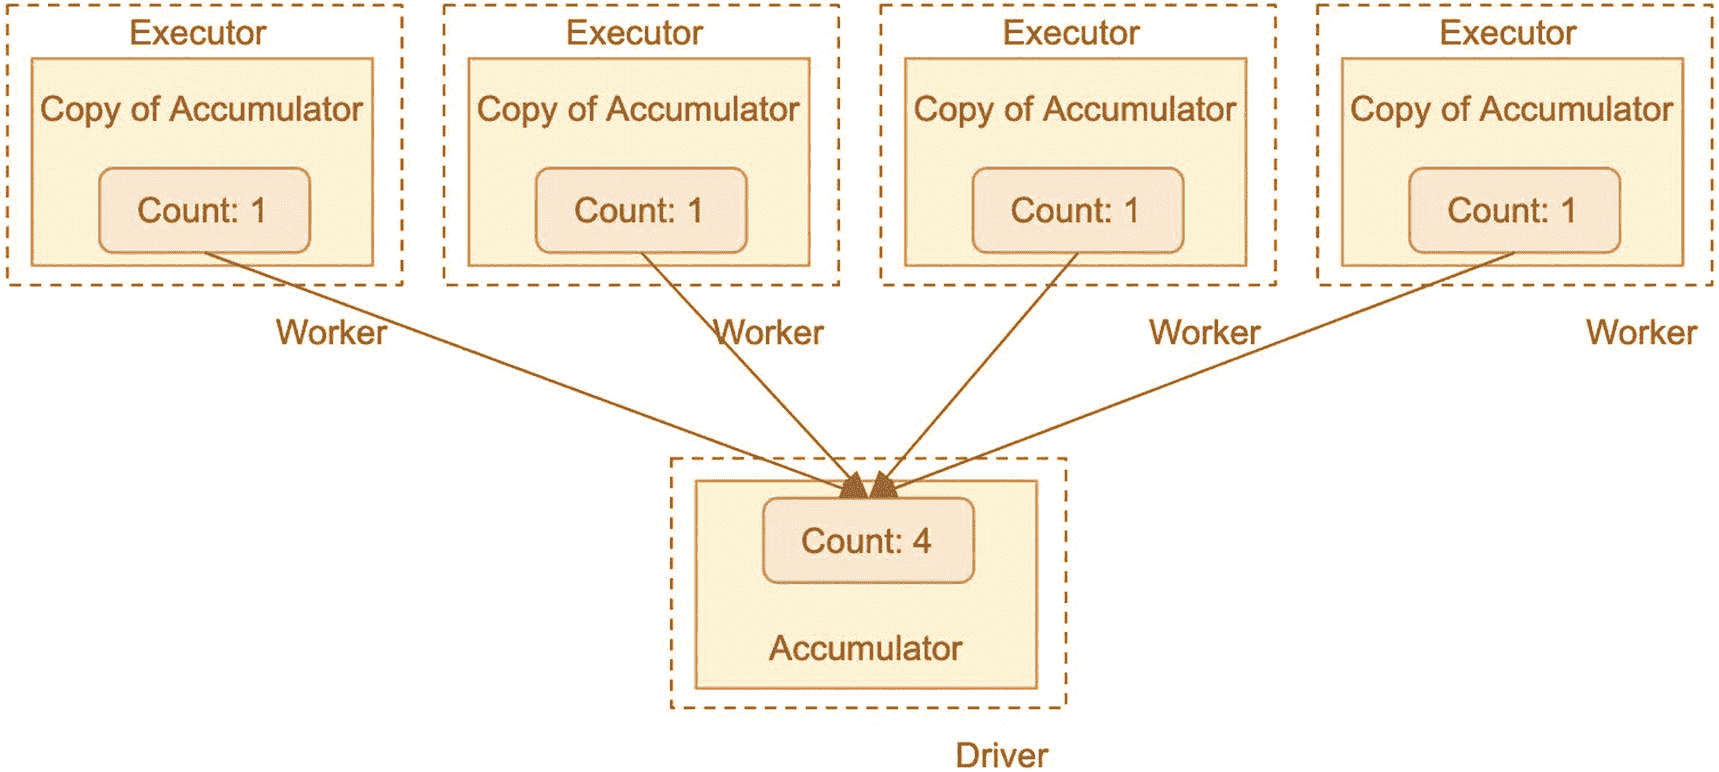 Executor
Executor
Executor
Executor
Copy of Accumulator
Copy of Accumulator
Copy of Accumulator
Copy of Accumulator
Count: 1
Count: 1
Count: 1
Count: 1
Worker
Worker
Worker
Worker
Count: 4
Accumulator
Driver